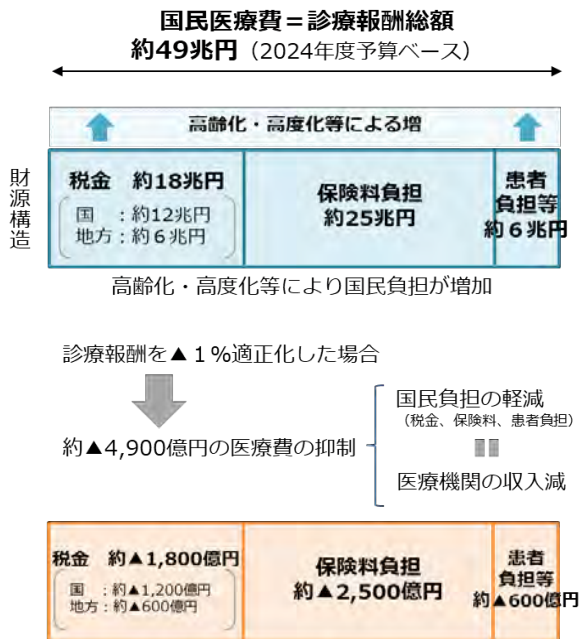 国民医療費＝診療報酬総額
約49兆円（2024年度予算ベース）
高齢化・高度化等による増
財源構造
税金　約18兆円
国　：約12兆円
地方：約６兆円
保険料負担
約25兆円
患者
負担等
約６兆円
高齢化・高度化等により国民負担が増加
診療報酬を▲１％適正化した場合
約▲4,900億円の医療費の抑制
国民負担の軽減
（税金、保険料、患者負担）
医療機関の収入減
税金　約▲1,800億円
国　：約▲1,200億円
地方：約▲600億円
保険料負担
約▲2,500億円
患者
負担等
約▲600億円